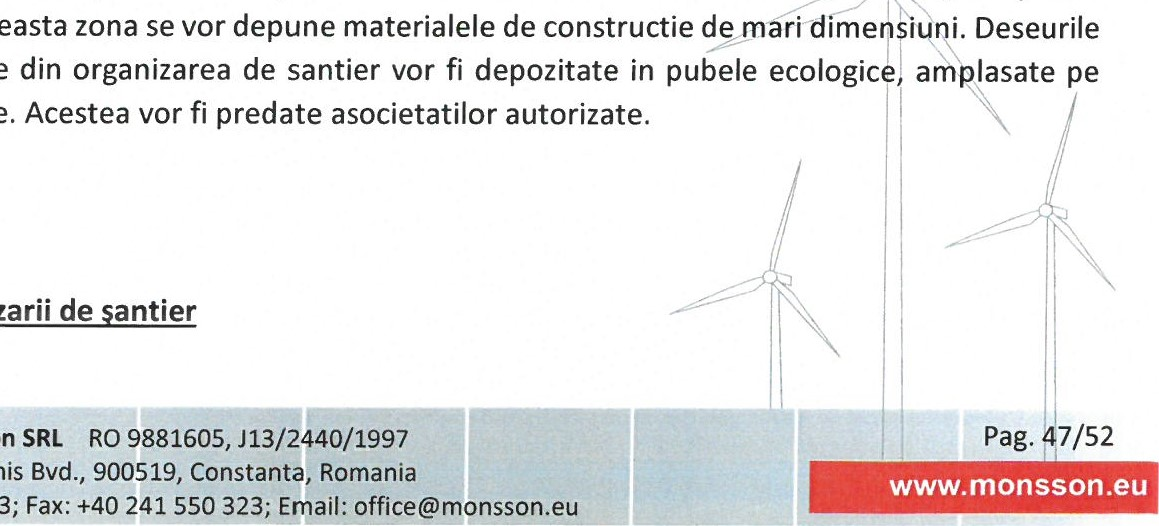 easta zona se vor depune materialele de constructie de mari dimensiuni. Deseurile
e din organizarea de santier vor fi depozitate in pubele ecologice, amplasate pe
e. Acestea vor fi predate asocietatilor autorizate.
zarii de șantier
n SRL RO 9881605, J13/2440/1997
nis Bvd., 900519, Constanta, Romania
3; Fax: +40 241 550 323; Email: office@monsson.eu
Pag. 47/52
www.monsson.eu